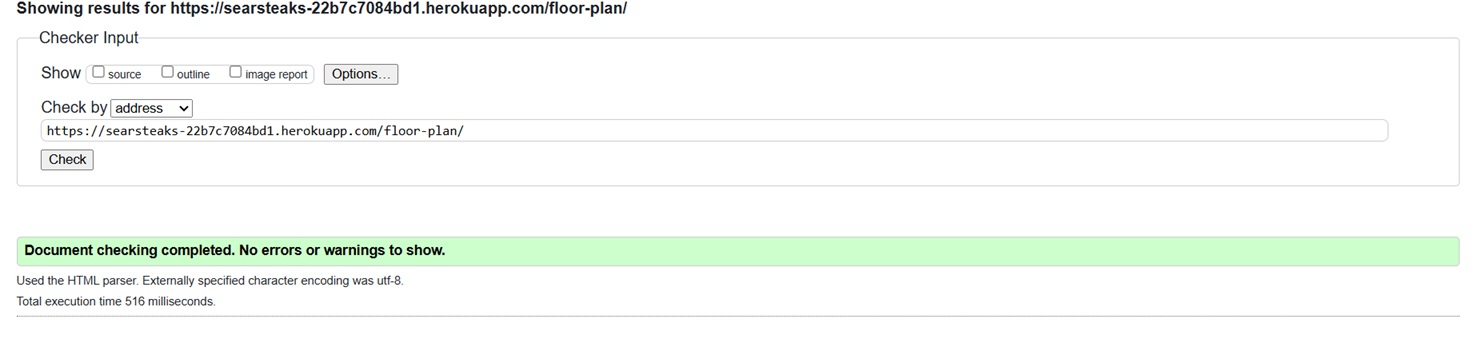 Showing results for https://searsteaks-22b7c7084bd1.herokuapp.com/floor-plan/
Checker Input
Show source outline image report Options...
Check by address
https://searsteaks-22b7c7084bd1.herokuapp.com/floor-plan/
Check
Document checking completed. No errors or warnings to show.
Used the HTML parser. Externally specified character encoding was utf-8.
Total execution time 516 milliseconds.